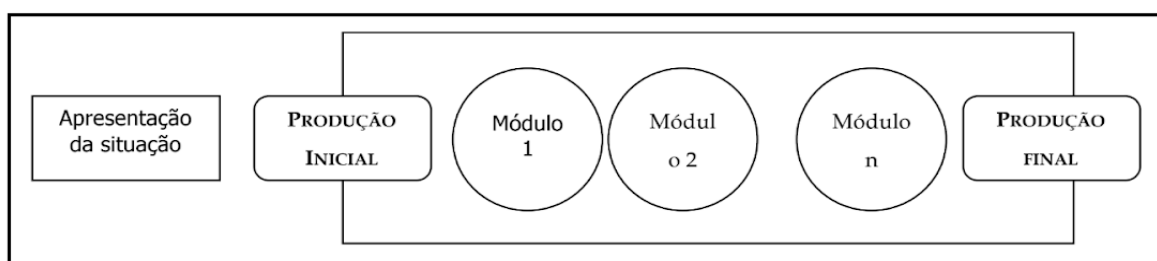 Apresentação
da situação
PRODUÇÃO
INICIAL
Módulo
1
Módul
o 2
Módulo
n
PRODUÇÃO
FINAL